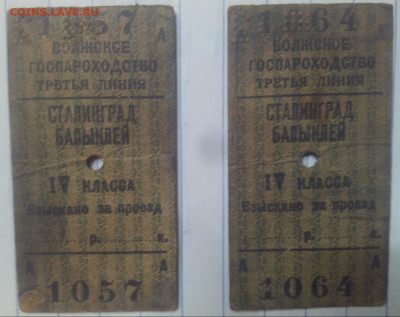 COINS.LAVE.RU
А 1057 А
ВОЛЖСКОЕ
ГОСПАРОХОДСТВО
ТРЕТЬЯ ЛИНИЯ
СТАЛИНГРАД
БАЛЫКЛЕЙ
IV КЛАССА
Взыскано за проезд
р. к.
А А
1057
А 1064 А
ВОЛЖСКОЕ
ГОСПАРОХОДСТВО
ТРЕТЬЯ ЛИНИЯ
СТАЛИНГРАД
БАЛЫКЛЕЙ
IV КЛАССА
Взыскано за проезд
р. к.
А А
1064